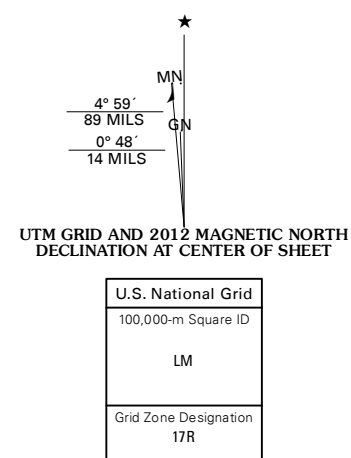 ★
MN
4° 59´
89 MILS
GN
0° 48´
14 MILS
UTM GRID AND 2012 MAGNETIC NORTH
DECLINATION AT CENTER OF SHEET
U.S. National Grid
100,000-m Square ID
LM
Grid Zone Designation
17R